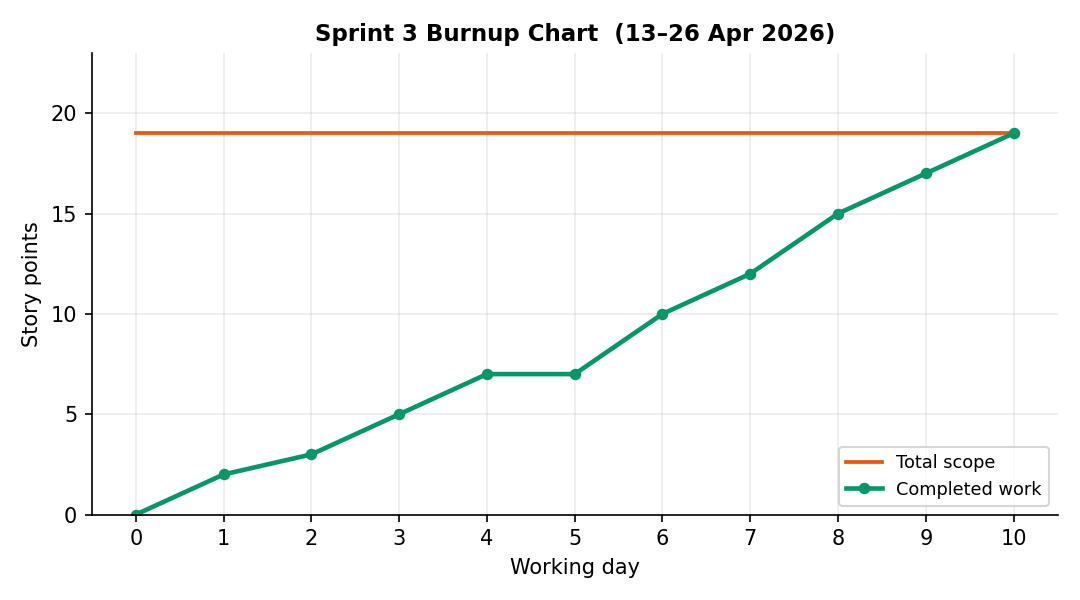 Sprint 3 Burnup Chart  (13–26 Apr 2026)
Story points
20
15
10
5
0
0 1 2 3 4 5 6 7 8 9 10
Working day
Total scope
Completed work